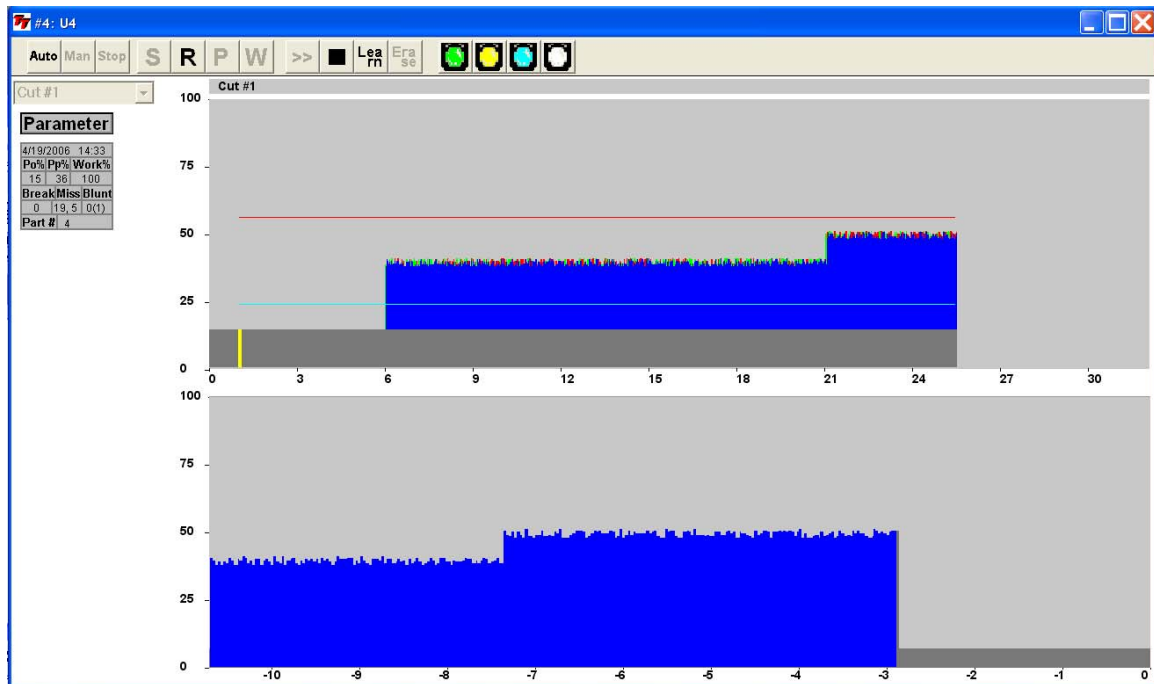 #4: U4
Auto Man Stop S R P W >> Lea rn Era se
Cut #1
Cut #1
Parameter
4/19/2006 14:33
Po% Pp% Work%
15 36 100
Break Miss Blunt
0 19, 5 0(1)
Part # 4
100
75
50
25
0
0 3 6 9 12 15 18 21 24 27 30
100
75
50
25
0
-10 -9 -8 -7 -6 -5 -4 -3 -2 -1 0